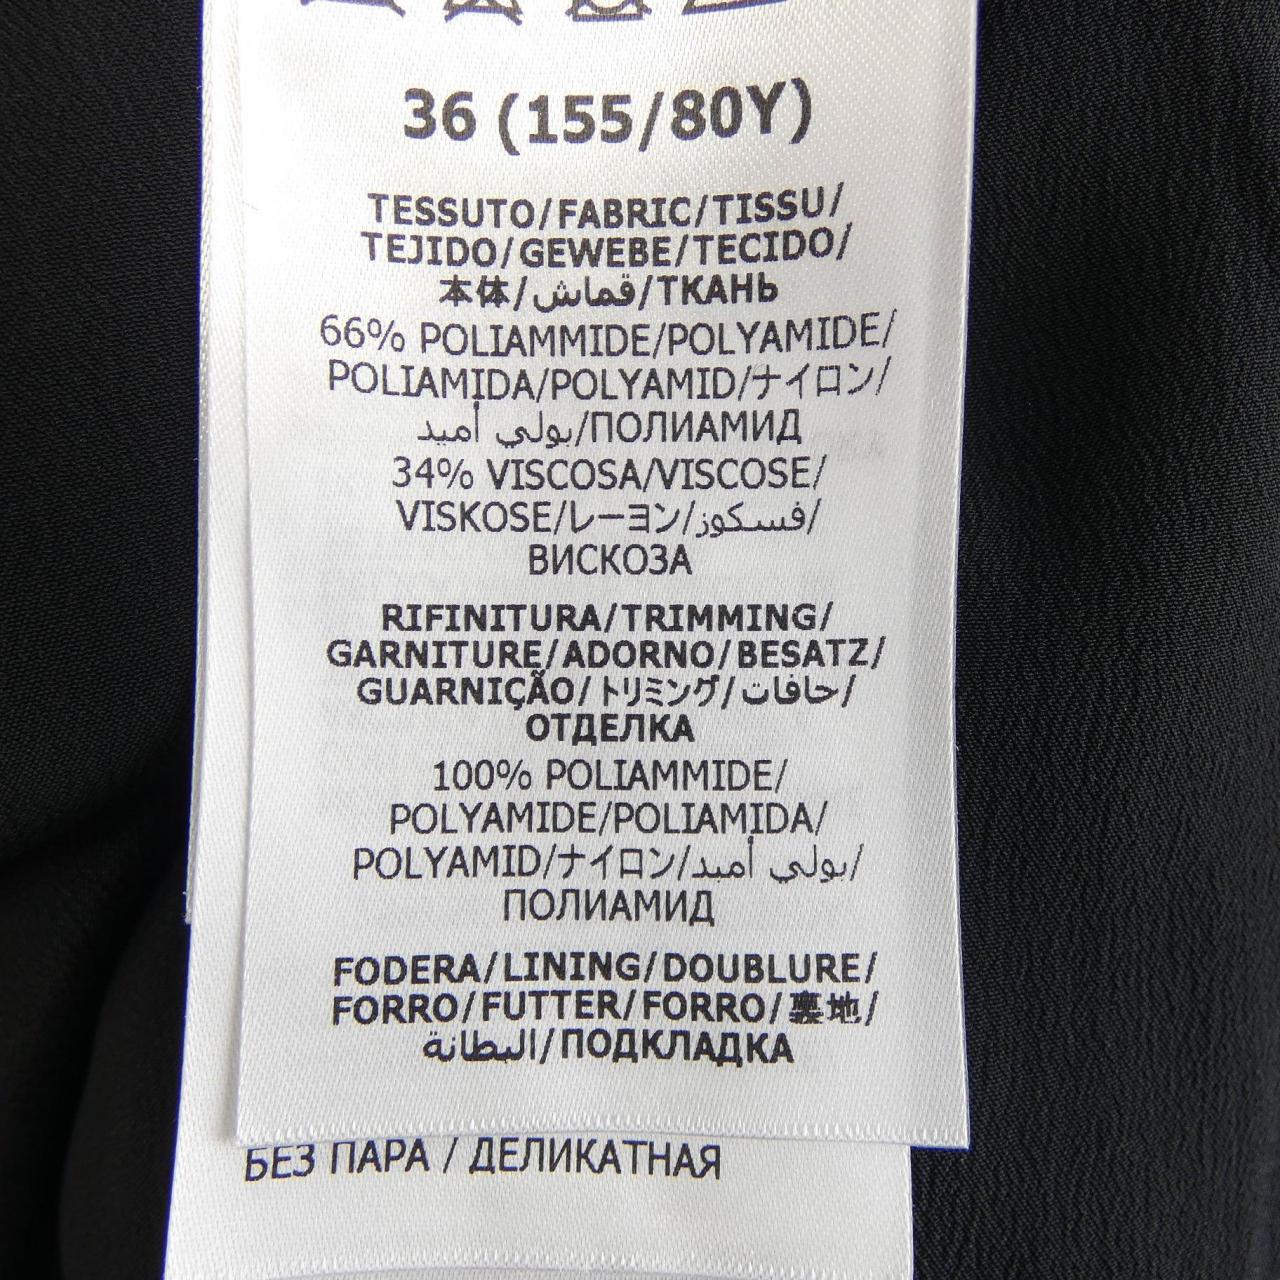 36 (155/80Y)
TESSUTO/FABRIC/TISSU/
TEJIDO/GEWEBE/TECIDO/
本体/قماش/ТКАНЬ
66% POLIAMMIDE/POLYAMIDE/
POLIAMIDA/POLYAMID/ナイロン/
بولي أميد/ПОЛИАМИД
34% VISCOSA/VISCOSE/
VISKOSE/レーヨン/فسكوز/
ВИСКОЗА
RIFINITURA/TRIMMING/
GARNITURE/ADORNO/BESATZ/
GUARNIÇÃO/トリミング/حافات/
ОТДЕЛКА
100% POLIAMMIDE/
POLYAMIDE/POLIAMIDA/
POLYAMID/ナイロン/بولي أميد/
ПОЛИАМИД
FODERA/LINING/DOUBLURE/
FORRO/FUTTER/FORRO/裏地/
البطانة/ПОДКЛАДКА
БЕЗ ПАРА / ДЕЛИКАТНАЯ